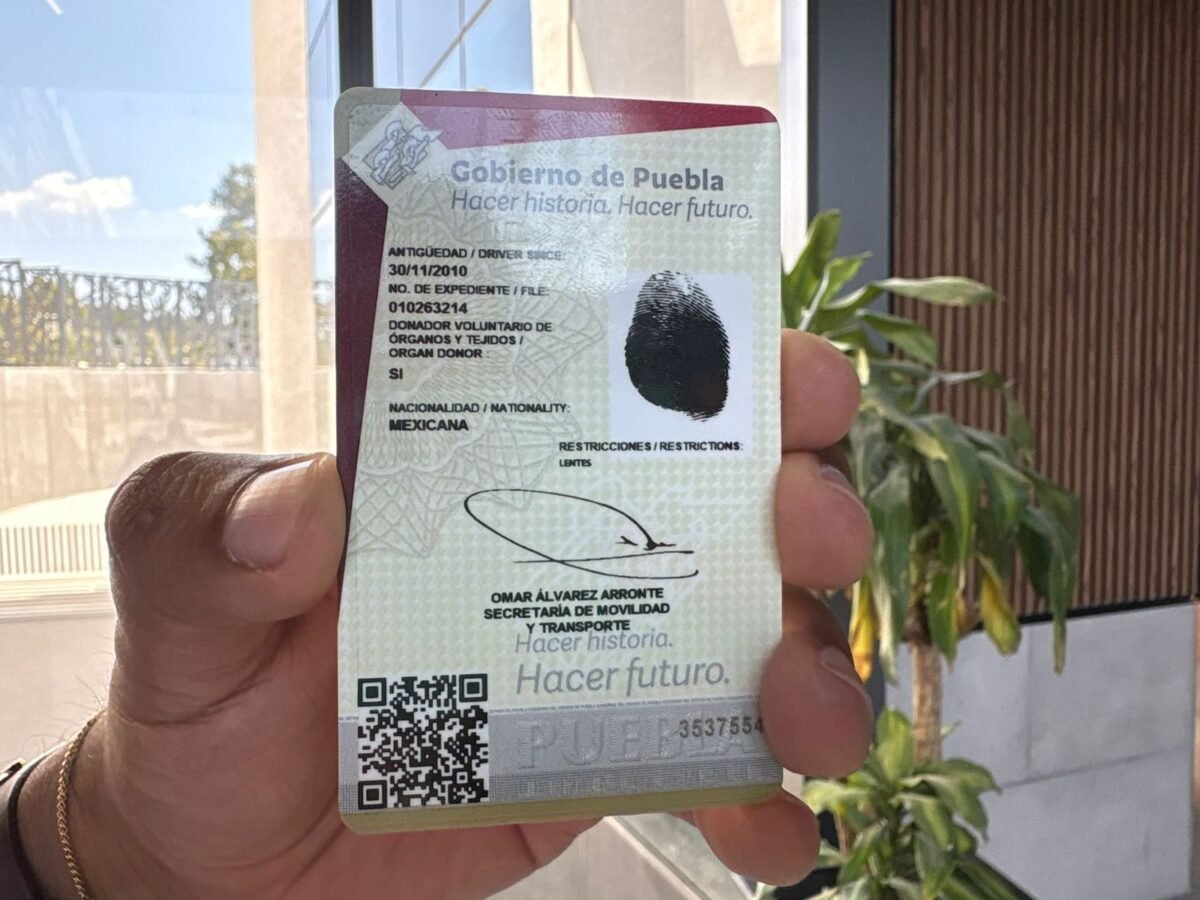 Gobierno de Puebla
Hacer historia. Hacer futuro.
ANTIGÜEDAD / DRIVER SINCE:
30/11/2010
NO. DE EXPEDIENTE / FILE:
010263214
DONADOR VOLUNTARIO DE
ÓRGANOS Y TEJIDOS /
ORGAN DONOR :
SI
NACIONALIDAD / NATIONALITY:
MEXICANA
RESTRICCIONES / RESTRICTIONS:
LENTES
OMAR ÁLVAREZ ARRONTE
SECRETARÍA DE MOVILIDAD
Y TRANSPORTE
Hacer historia.
Hacer futuro.
PUEBLA
3537554